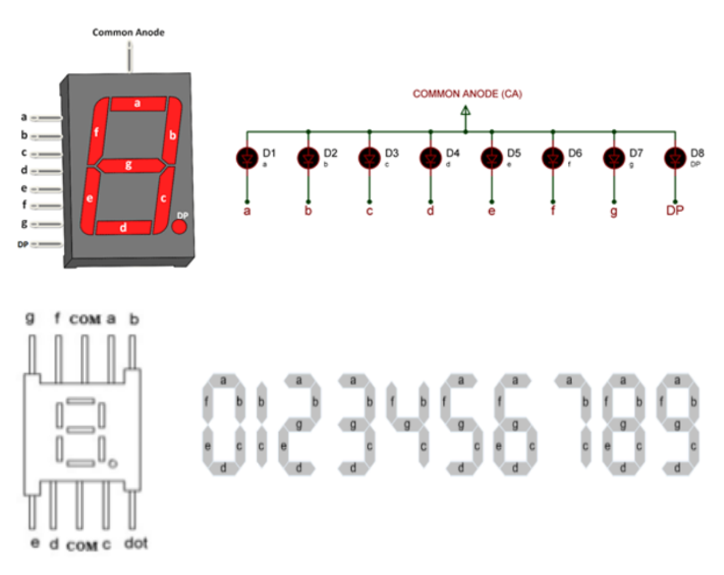 Common Anode
a
b
c
d
e
f
g
DP
a
f
b
g
e
c
d
DP
COMMON ANODE (CA)
D1 D2 D3 D4 D5 D6 D7 D8
a b c d e f g DP
a b c d e f g DP
g f COM a b
e d COM c dot
a a a a a a a a
f b b b b f b f f b f b f b
g g g g g g g
e c c e c c c e c c e c c
d d d d d d d